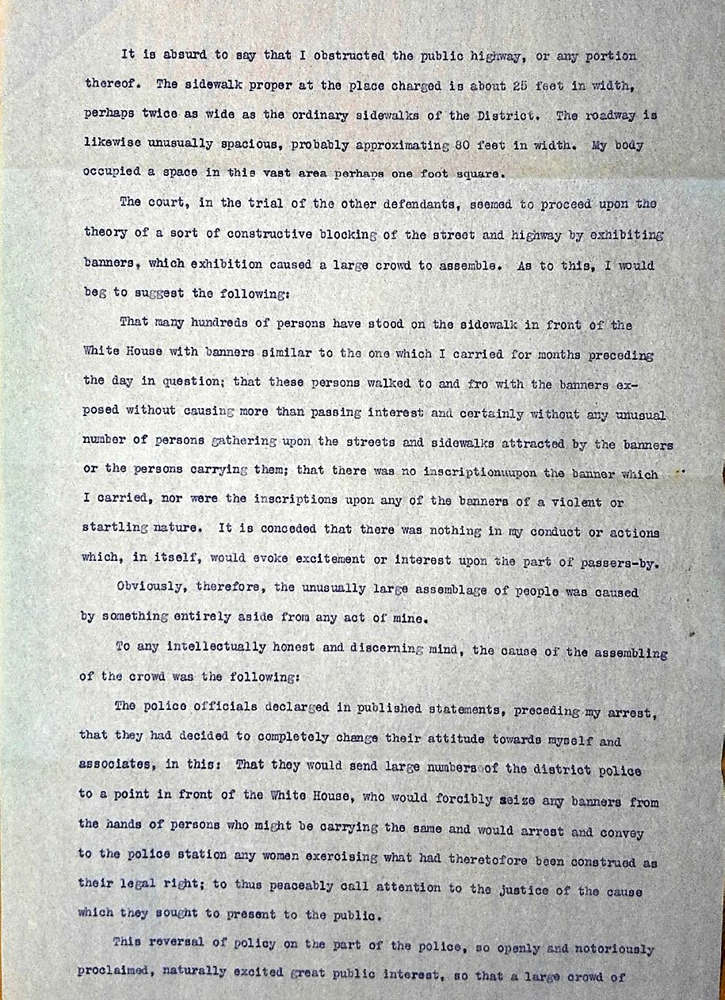 It is absurd to say that I obstructed the public highway, or any portion
thereof. The sidewalk proper at the place charged is about 25 feet in width,
perhaps twice as wide as the ordinary sidewalks of the District. The roadway is
likewise unusually spacious, probably approximating 80 feet in width. My body
occupied a space in this vast area perhaps one foot square.
The court, in the trial of the other defendants, seemed to proceed upon the
theory of a sort of constructive blocking of the street and highway by exhibiting
banners, which exhibition caused a large crowd to assemble. As to this, I would
beg to suggest the following:
That many hundreds of persons have stood on the sidewalk in front of the
White House with banners similar to the one which I carried for months preceding
the day in question; that these persons walked to and fro with the banners ex-
posed without causing more than passing interest and certainly without any unusual
number of persons gathering upon the streets and sidewalks attracted by the banners
or the persons carrying them; that there was no inscriptionuupon the banner which
I carried, nor were the inscriptions upon any of the banners of a violent or
startling nature. It is conceded that there was nothing in my conduct or actions
which, in itself, would evoke excitement or interest upon the part of passers-by.
Obviously, therefore, the unusually large assemblage of people was caused
by something entirely aside from any act of mine.
To any intellectually honest and discerning mind, the cause of the assembling
of the crowd was the following:
The police officials declarged in published statements, preceding my arrest,
that they had decided to completely change their attitude towards myself and
associates, in this: That they would send large numbers of the district police
to a point in front of the White House, who would forcibly seize any banners from
the hands of persons who might be carrying the same and would arrest and convey
to the police station any women exercising what had theretofore been construed as
their legal right; to thus peaceably call attention to the justice of the cause
which they sought to present to the public.
This reversal of policy on the part of the police, so openly and notoriously
proclaimed, naturally excited great public interest, so that a large crowd of